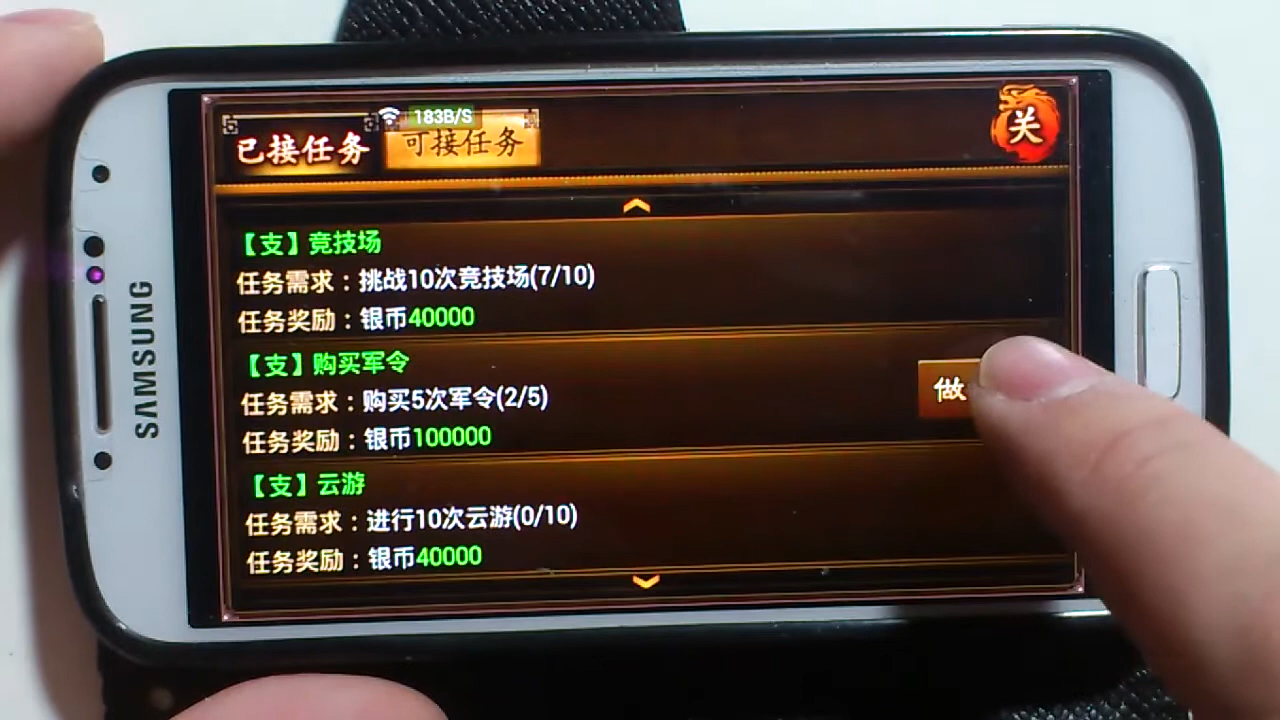 183B/S
已接任务
可接任务
关
【支】竞技场
任务需求：挑战10次竞技场(7/10)
任务奖励：银币40000
【支】购买军令
任务需求：购买5次军令(2/5)
任务奖励：银币100000
做
【支】云游
任务需求：进行10次云游(0/10)
任务奖励：银币40000
SAMSUNG